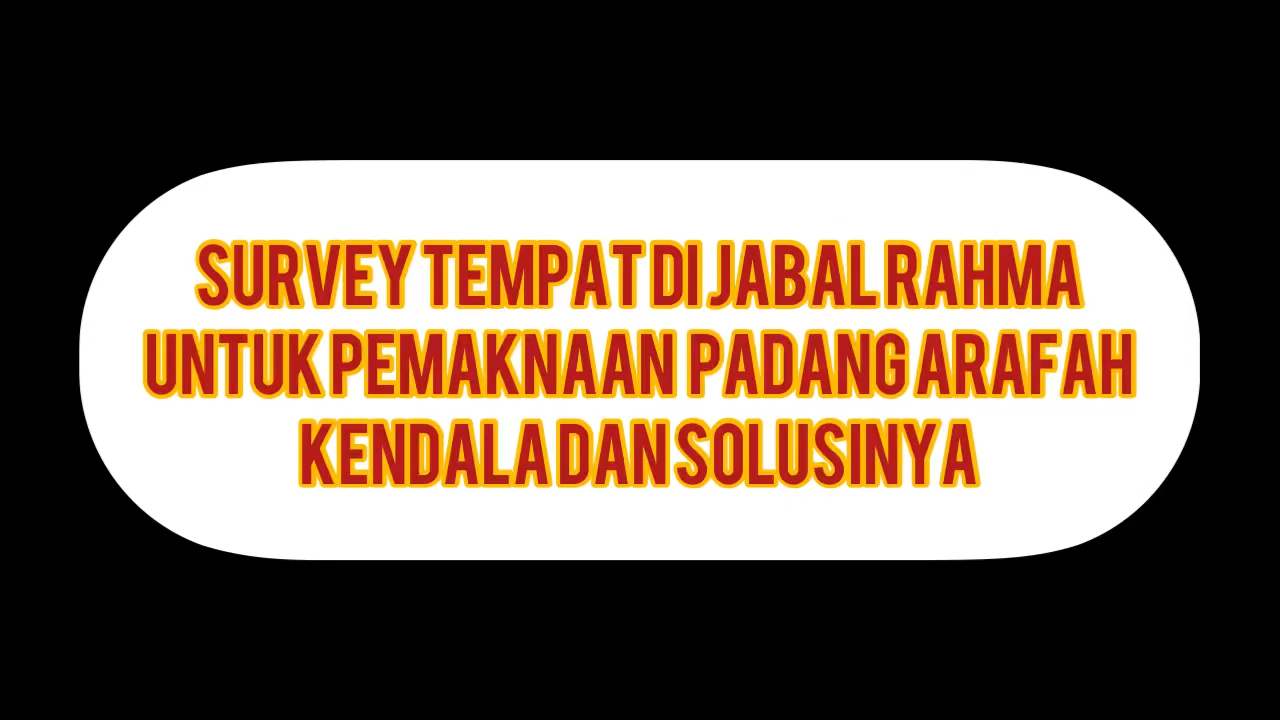 SURVEY TEMPAT DI JABAL RAHMA
UNTUK PEMAKNAAN PADANG ARAFAH
KENDALA DAN SOLUSINYA